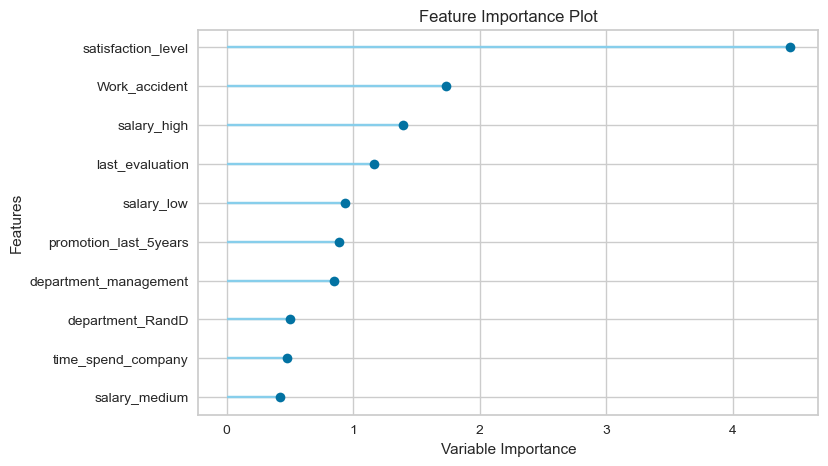 Feature Importance Plot
Features
satisfaction_level
Work_accident
salary_high
last_evaluation
salary_low
promotion_last_5years
department_management
department_RandD
time_spend_company
salary_medium
0 1 2 3 4
Variable Importance